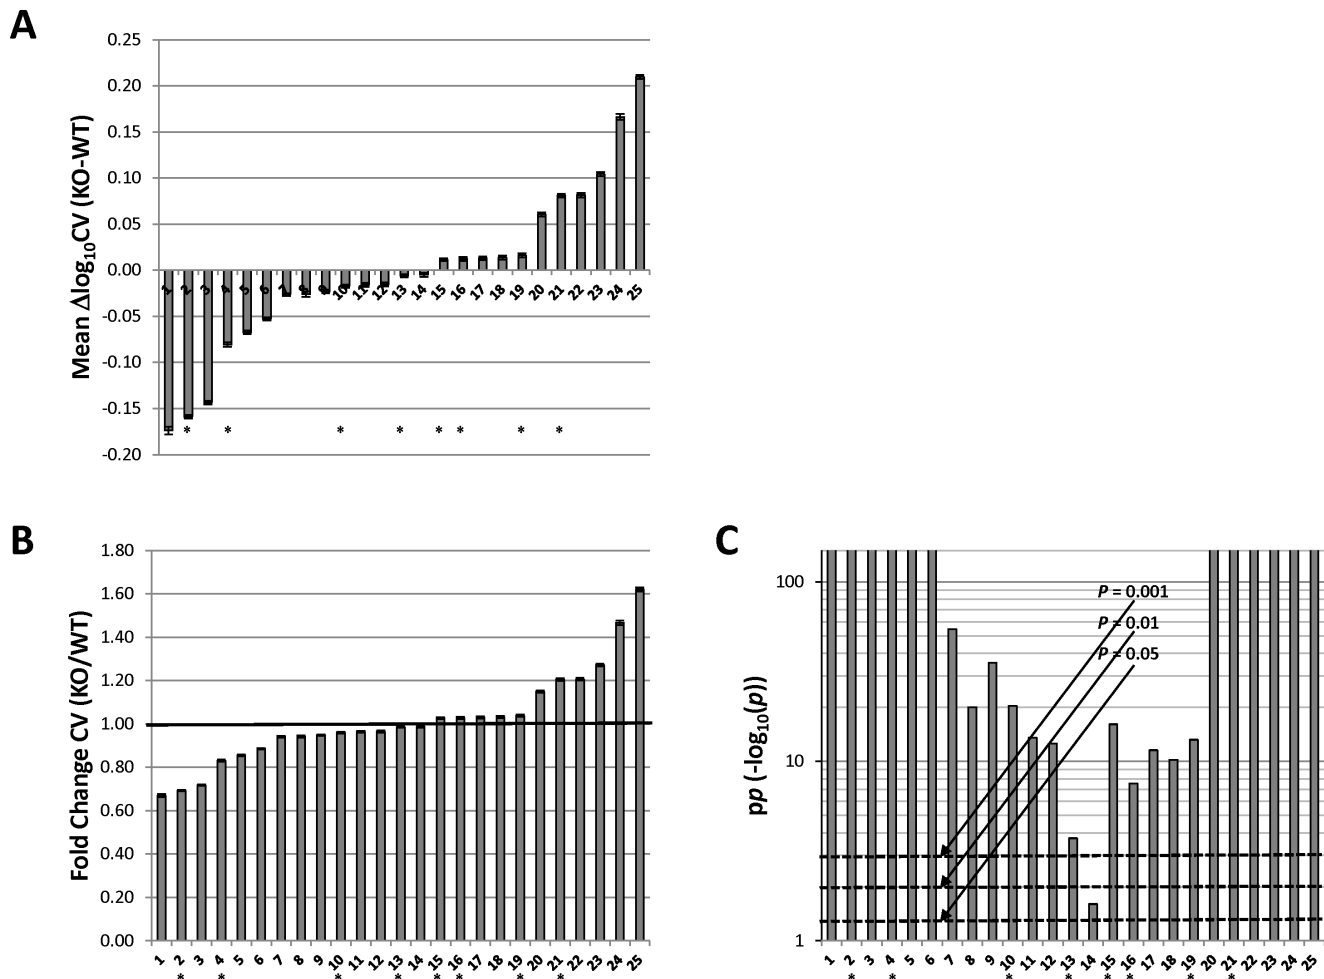 A
Mean Δlog10CV (KO-WT)
0.25
0.20
0.15
0.10
0.05
0.00
-0.05
-0.10
-0.15
-0.20
1 2 3 4 5 6 7 8 9 10 11 12 13 14 15 16 17 18 19 20 21 22 23 24 25
* * * * * * * *
B
Fold Change CV (KO/WT)
1.80
1.60
1.40
1.20
1.00
0.80
0.60
0.40
0.20
0.00
1 2 3 4 5 6 7 8 9 10 11 12 13 14 15 16 17 18 19 20 21 22 23 24 25
* * * * * * * *
C
pp (-log10(p))
100
10
1
P = 0.001
P = 0.01
P = 0.05
1 2 3 4 5 6 7 8 9 10 11 12 13 14 15 16 17 18 19 20 21 22 23 24 25
* * * * * * * *